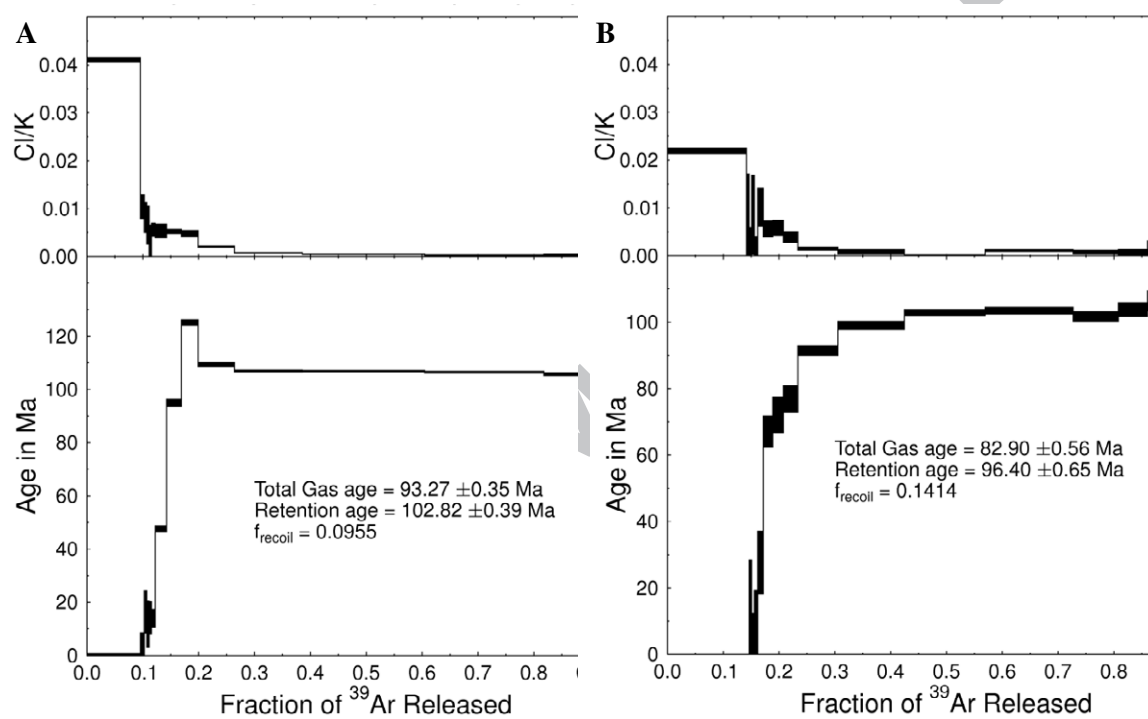 A
Cl/K
0.04
0.03
0.02
0.01
0.00
Age in Ma
120
100
80
60
40
20
0
Total Gas age = 93.27 ±0.35 Ma
Retention age = 102.82 ±0.39 Ma
f_recoil = 0.0955
0.0 0.1 0.2 0.3 0.4 0.5 0.6 0.7 0.8
Fraction of ³⁹Ar Released
B
Cl/K
0.04
0.03
0.02
0.01
0.00
Age in Ma
100
80
60
40
20
0
Total Gas age = 82.90 ±0.56 Ma
Retention age = 96.40 ±0.65 Ma
f_recoil = 0.1414
0.0 0.1 0.2 0.3 0.4 0.5 0.6 0.7 0.8
Fraction of ³⁹Ar Released